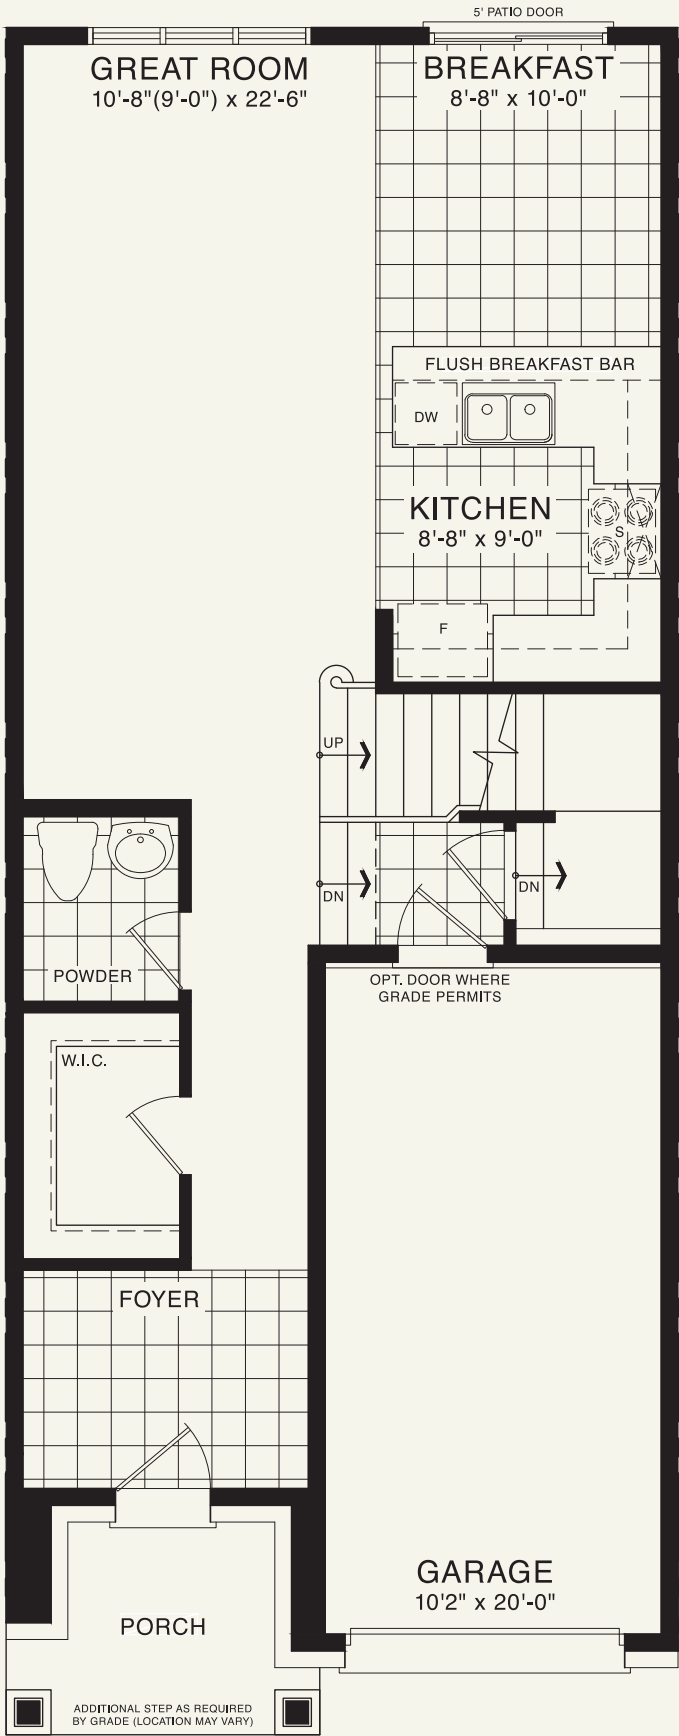 5' PATIO DOOR
GREAT ROOM
10'-8"(9'-0") x 22'-6"
BREAKFAST
8'-8" x 10'-0"
FLUSH BREAKFAST BAR
DW
KITCHEN
8'-8" x 9'-0"
S
F
UP
DN
DN
POWDER
OPT. DOOR WHERE
GRADE PERMITS
W.I.C.
FOYER
GARAGE
10'2" x 20'-0"
PORCH
ADDITIONAL STEP AS REQUIRED
BY GRADE (LOCATION MAY VARY)